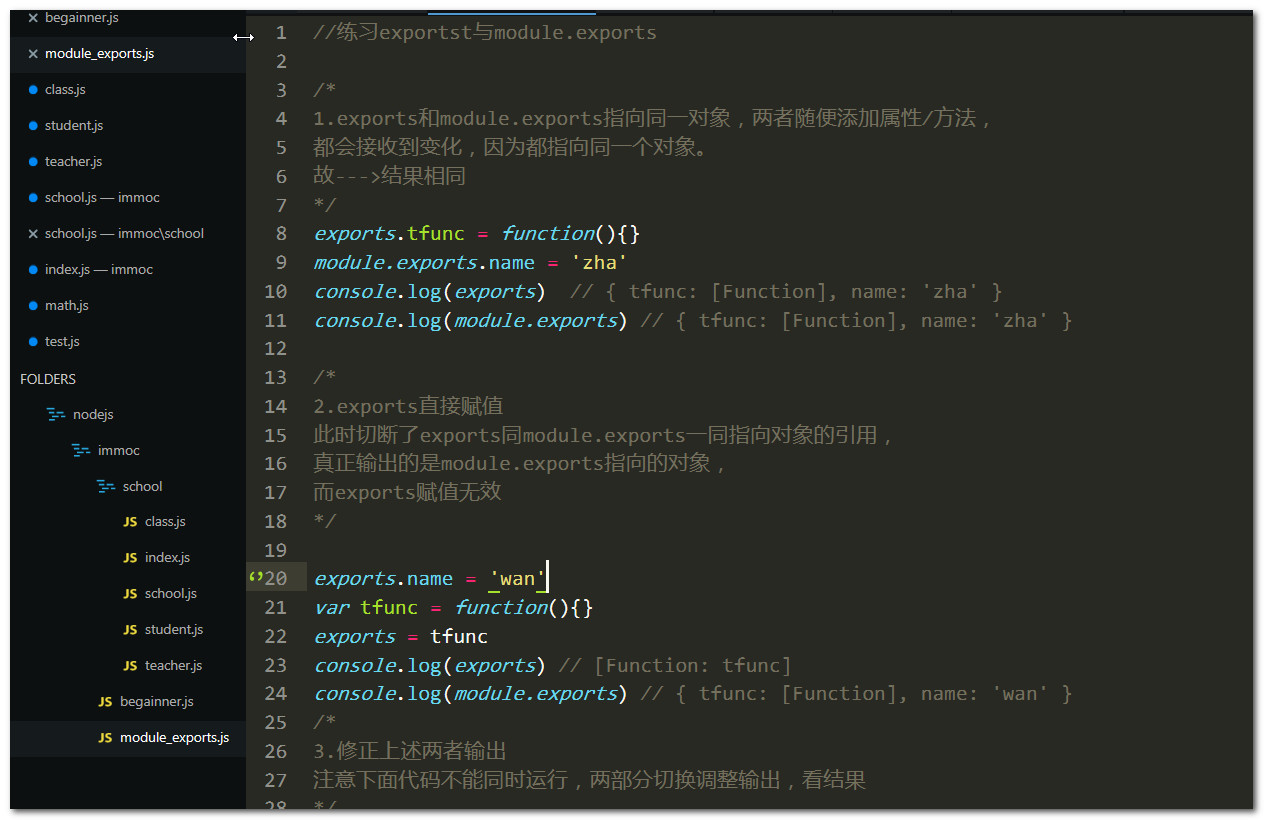 begainner.js
module_exports.js
class.js
student.js
teacher.js
school.js — immoc
school.js — immoc\school
index.js — immoc
math.js
test.js
FOLDERS
nodejs
immoc
school
JS class.js
JS index.js
JS school.js
JS student.js
JS teacher.js
JS begainner.js
JS module_exports.js
1 //练习exportst与module.exports
2
3 /*
4 1.exports和module.exports指向同一对象，两者随便添加属性/方法，
5 都会接收到变化，因为都指向同一个对象。
6 故--->结果相同
7 */
8 exports.tfunc = function(){}
9 module.exports.name = 'zha'
10 console.log(exports)  // { tfunc: [Function], name: 'zha' }
11 console.log(module.exports) // { tfunc: [Function], name: 'zha' }
12
13 /*
14 2.exports直接赋值
15 此时切断了exports同module.exports一同指向对象的引用，
16 真正输出的是module.exports指向的对象，
17 而exports赋值无效
18 */
19
20 exports.name = 'wan'
21 var tfunc = function(){}
22 exports = tfunc
23 console.log(exports) // [Function: tfunc]
24 console.log(module.exports) // { tfunc: [Function], name: 'wan' }
25 /*
26 3.修正上述两者输出
27 注意下面代码不能同时运行，两部分切换调整输出，看结果
28 */